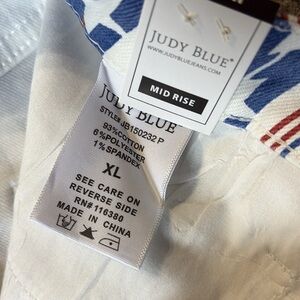 JUDY BLUE
WWW.JUDYBLUEJEANS.COM
MID RISE
JUDY BLUE
STYLE# JB150232P
93%COTTON
6%POLYESTER
1%SPANDEX
XL
SEE CARE ON
REVERSE SIDE
RN#116380
MADE IN CHINA